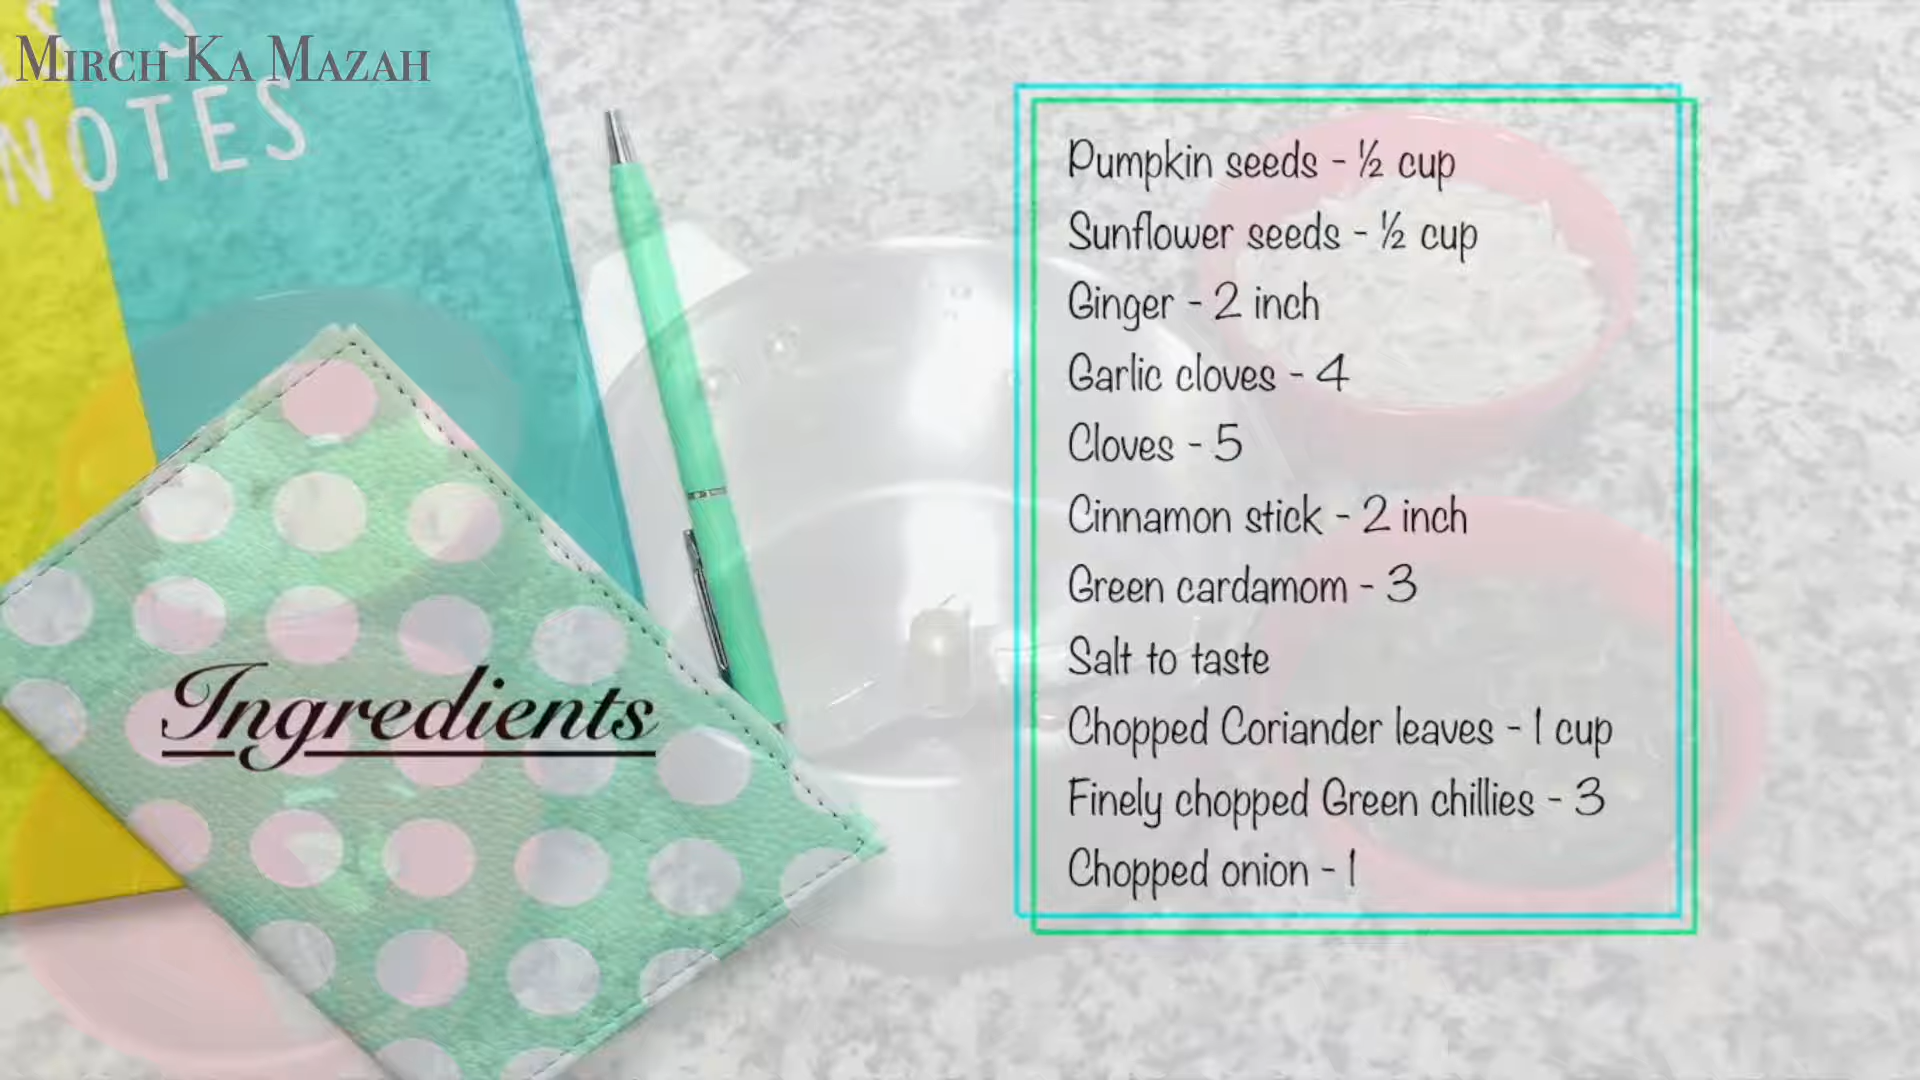 MIRCH KA MAZAH
NOTES
Ingredients
Pumpkin seeds - ½ cup
Sunflower seeds - ½ cup
Ginger - 2 inch
Garlic cloves - 4
Cloves - 5
Cinnamon stick - 2 inch
Green cardamom - 3
Salt to taste
Chopped Coriander leaves - 1 cup
Finely chopped Green chillies - 3
Chopped onion - 1